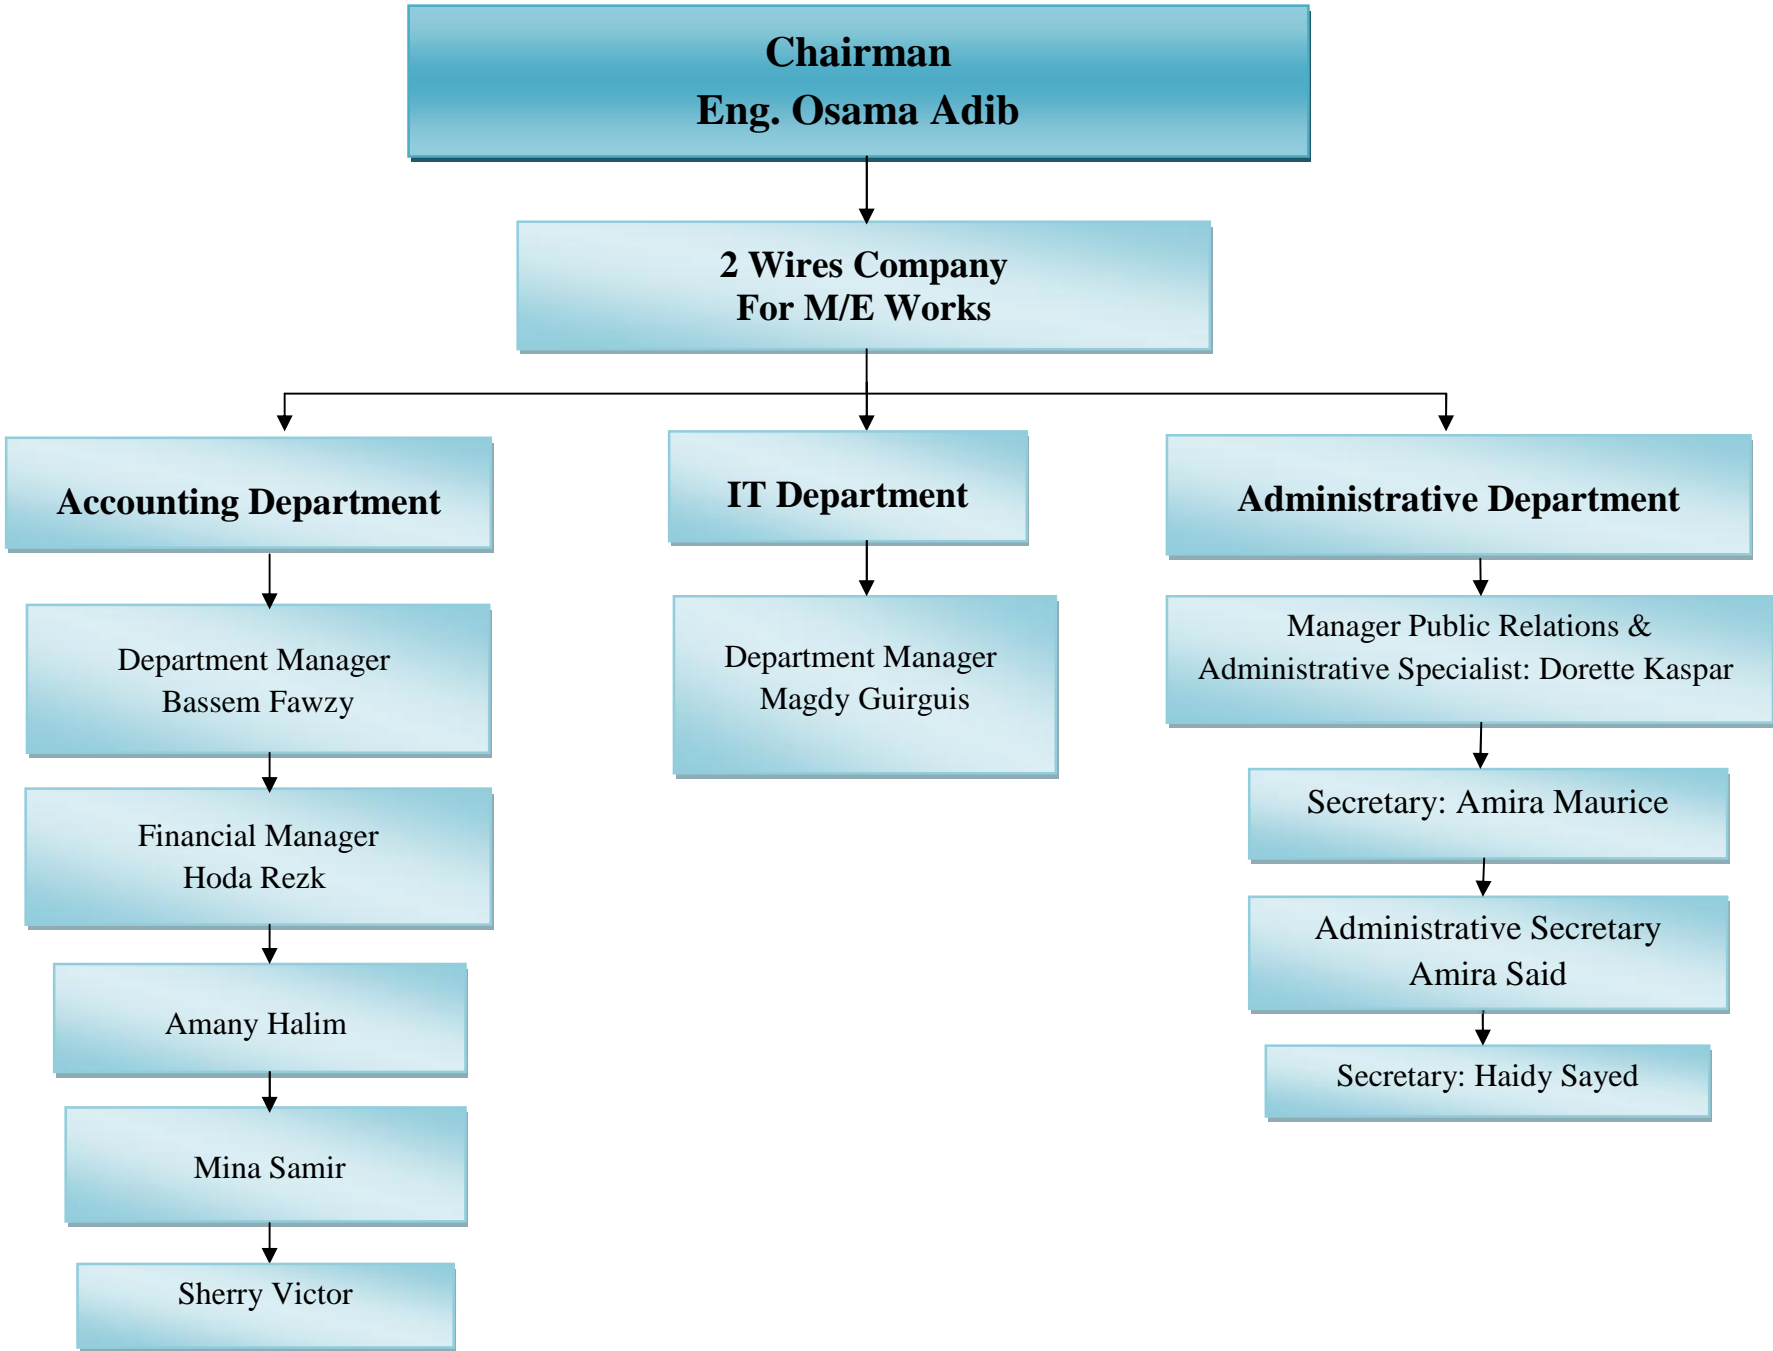 Chairman
Eng. Osama Adib
2 Wires Company
For M/E Works
Accounting Department
IT Department
Administrative Department
Department Manager
Bassem Fawzy
Financial Manager
Hoda Rezk
Amany Halim
Mina Samir
Sherry Victor
Department Manager
Magdy Guirguis
Manager Public Relations &
Administrative Specialist: Dorette Kaspar
Secretary: Amira Maurice
Administrative Secretary
Amira Said
Secretary: Haidy Sayed